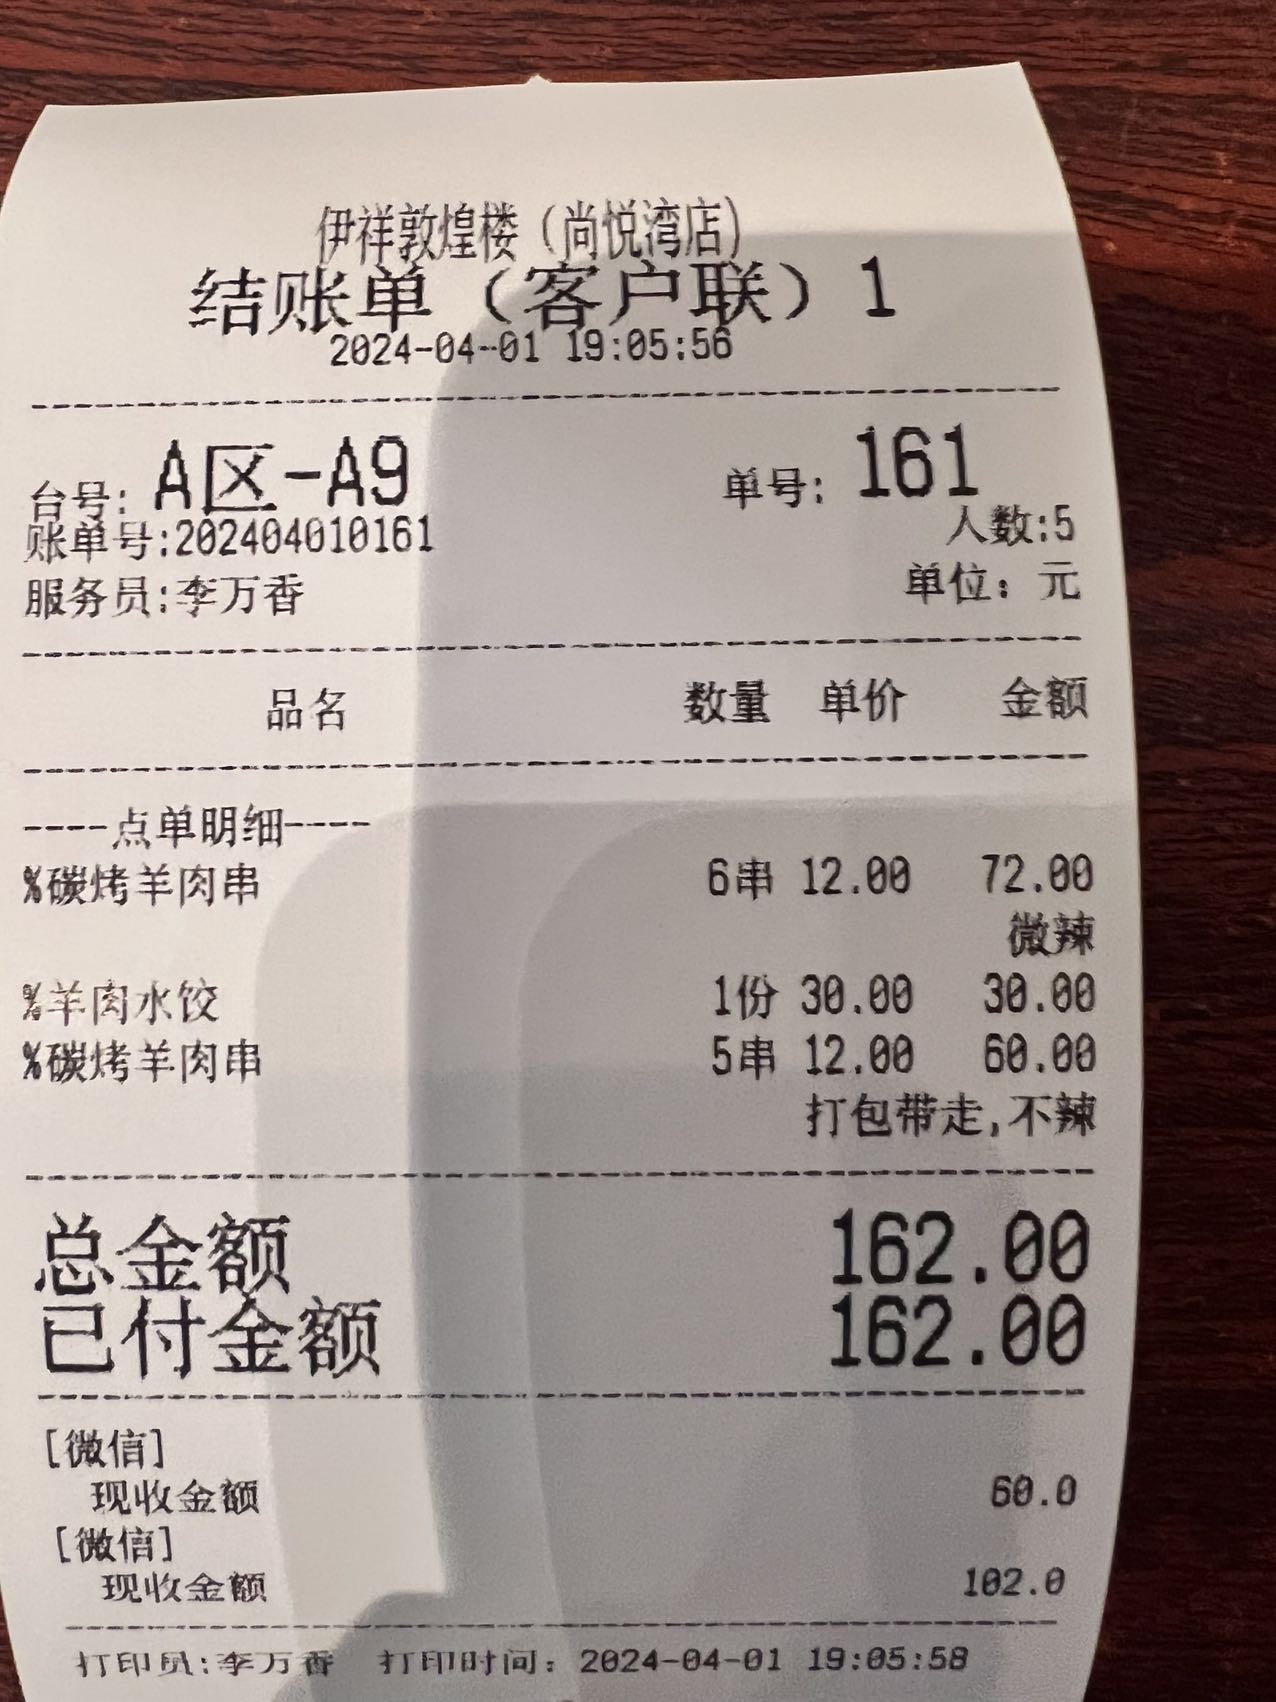 伊祥敦煌楼（尚悦湾店）
结账单（客户联）1
2024-04-01 19:05:56
台号: A区-A9 单号: 161
账单号:202404010161 人数:5
服务员:李万香 单位: 元
品名 数量 单价 金额
----点单明细----
%碳烤羊肉串 6串 12.00 72.00
微辣
%羊肉水饺 1份 30.00 30.00
%碳烤羊肉串 5串 12.00 60.00
打包带走,不辣
总金额 162.00
已付金额 162.00
[微信]
现收金额 60.0
[微信]
现收金额 102.0
打印员:李万香 打印时间: 2024-04-01 19:05:58